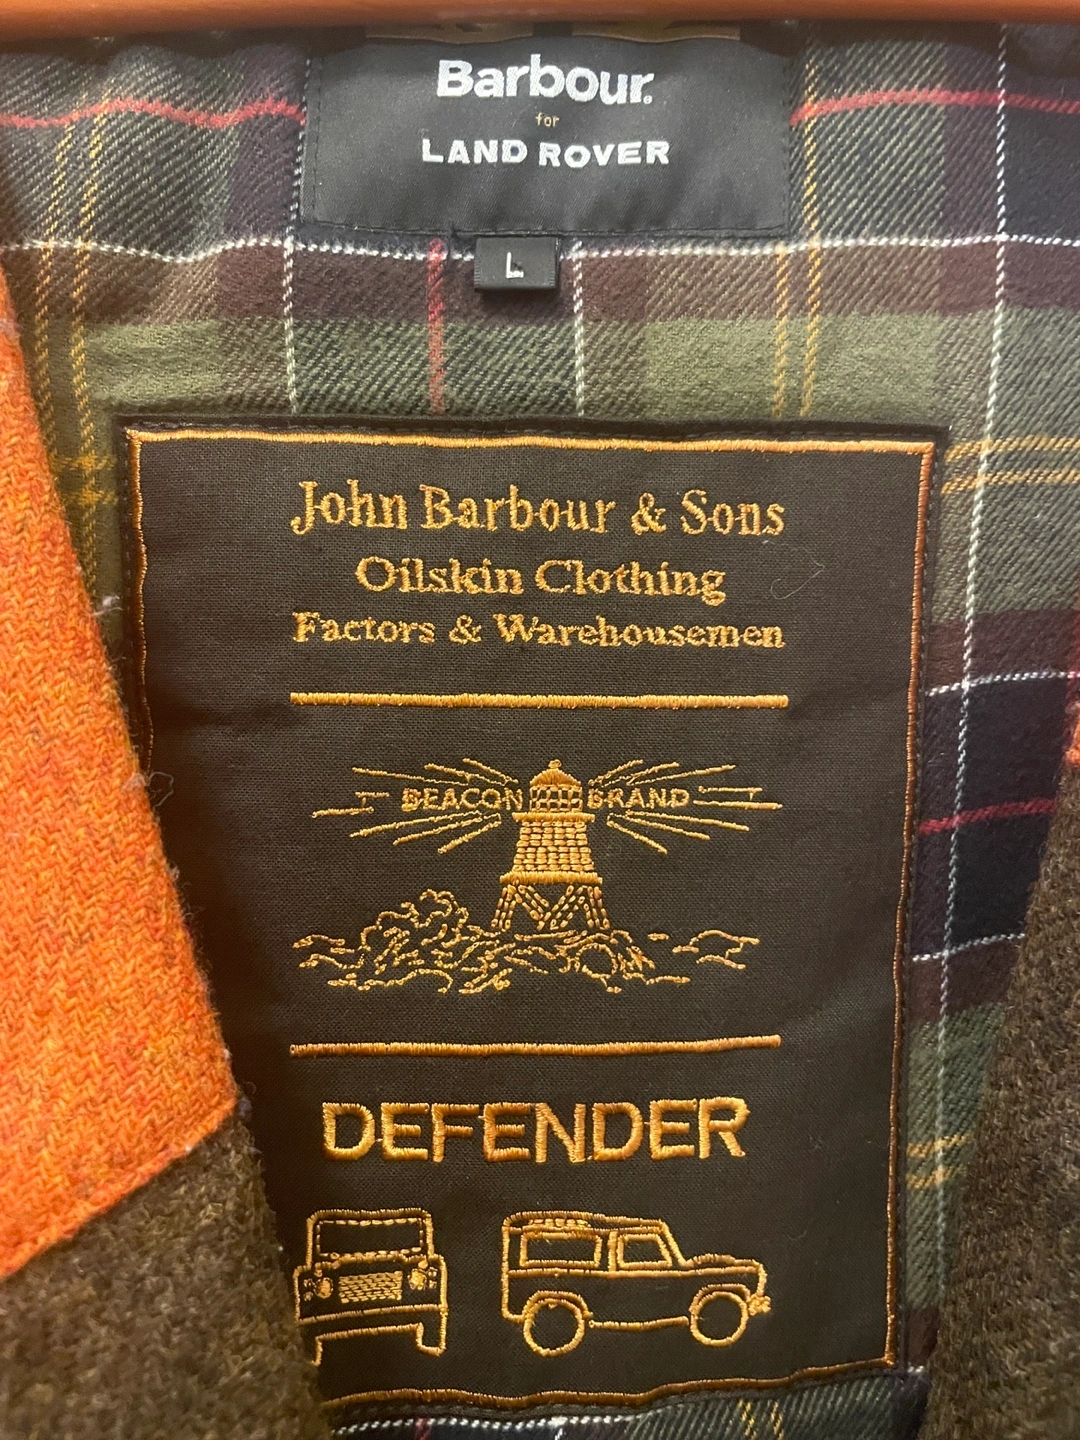 Barbour.
for
LAND ROVER
L
John Barbour & Sons
Oilskin Clothing
Factors & Warehousemen
BEACON BRAND
DEFENDER